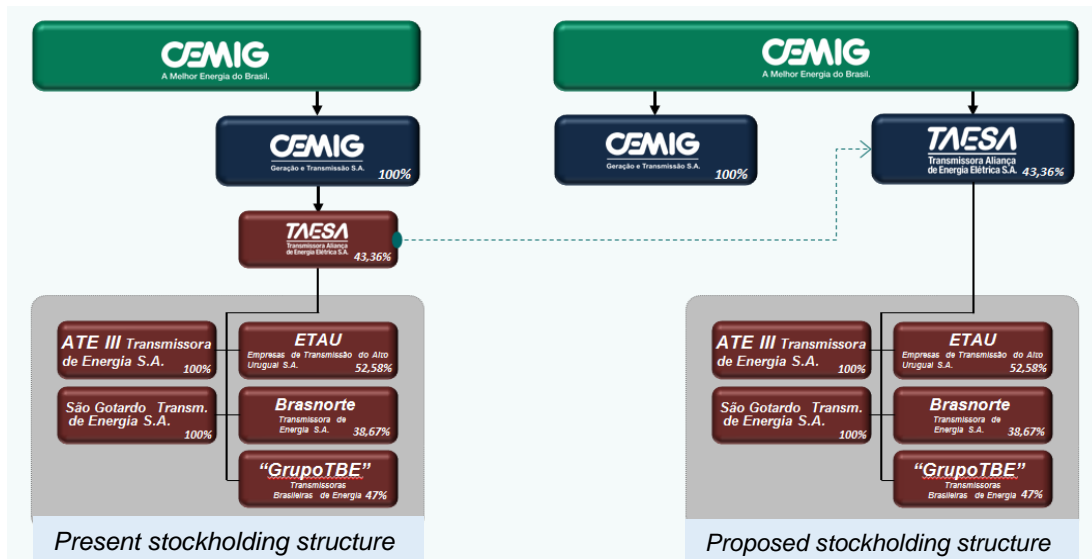 CEMIG
A Melhor Energia do Brasil.
CEMIG
Geração e Transmissão S.A.
100%
TAESA
Transmissora Aliança
de Energia Elétrica S.A.
43,36%
ATE III Transmissora
de Energia S.A.
100%
ETAU
Empresas de Transmissão do Alto
Uruguai S.A.
52,58%
São Gotardo Transm.
de Energia S.A.
100%
Brasnorte
Transmissora de
Energia S.A.
38,67%
“GrupoTBE”
Transmissoras
Brasileiras de Energia 47%
Present stockholding structure
CEMIG
A Melhor Energia do Brasil.
CEMIG
Geração e Transmissão S.A.
100%
TAESA
Transmissora Aliança
de Energia Elétrica S.A. 43,36%
ATE III Transmissora
de Energia S.A.
100%
ETAU
Empresas de Transmissão do Alto
Uruguai S.A.
52,58%
São Gotardo Transm.
de Energia S.A.
100%
Brasnorte
Transmissora de
Energia S.A.
38,67%
“GrupoTBE”
Transmissoras
Brasileiras de Energia 47%
Proposed stockholding structure